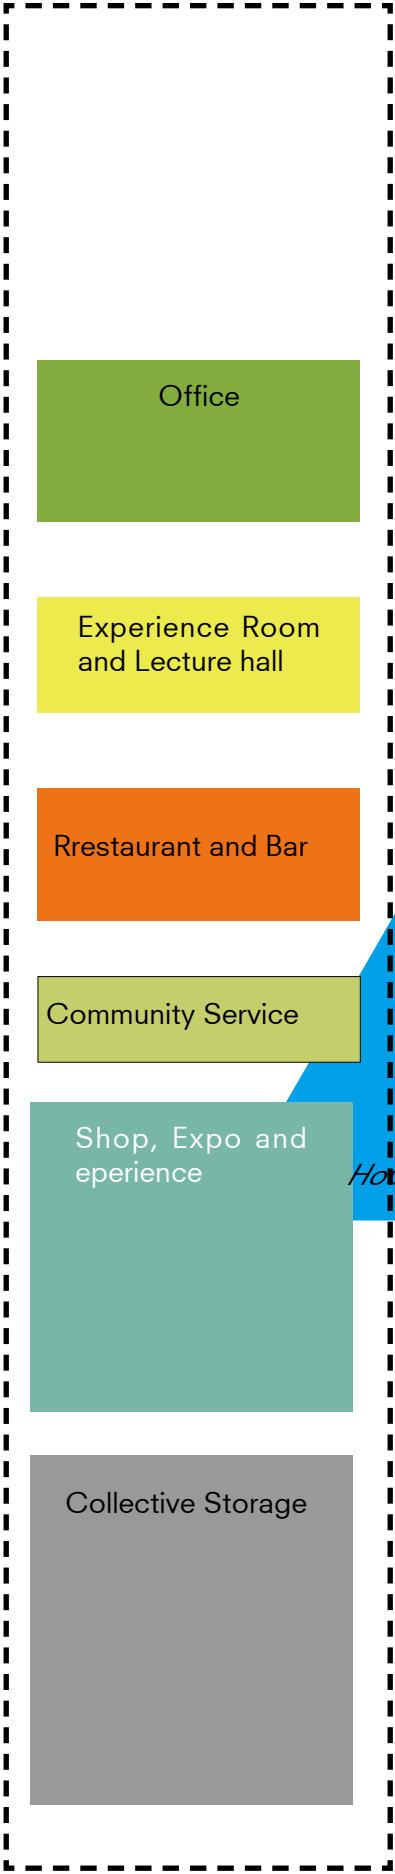 Office
Experience Room
and Lecture hall
Rrestaurant and Bar
Community Service
Shop, Expo and
eperience
Collective Storage